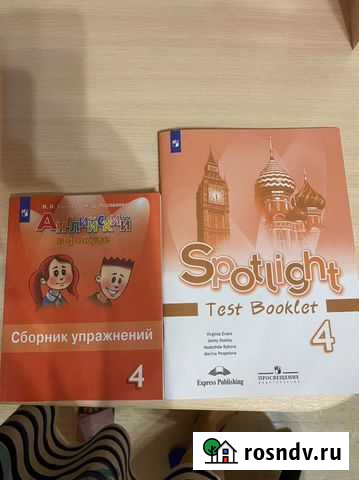 Английский
в фокусе
Сборник упражнений
4
Spotlight
Test Booklet
4
Virginia Evans
Jenny Dooley
Nadezhda Bykova
Marina Pospelova
Express Publishing
ПРОСВЕЩЕНИЕ
ИЗДАТЕЛЬСТВО
rosndv.ru